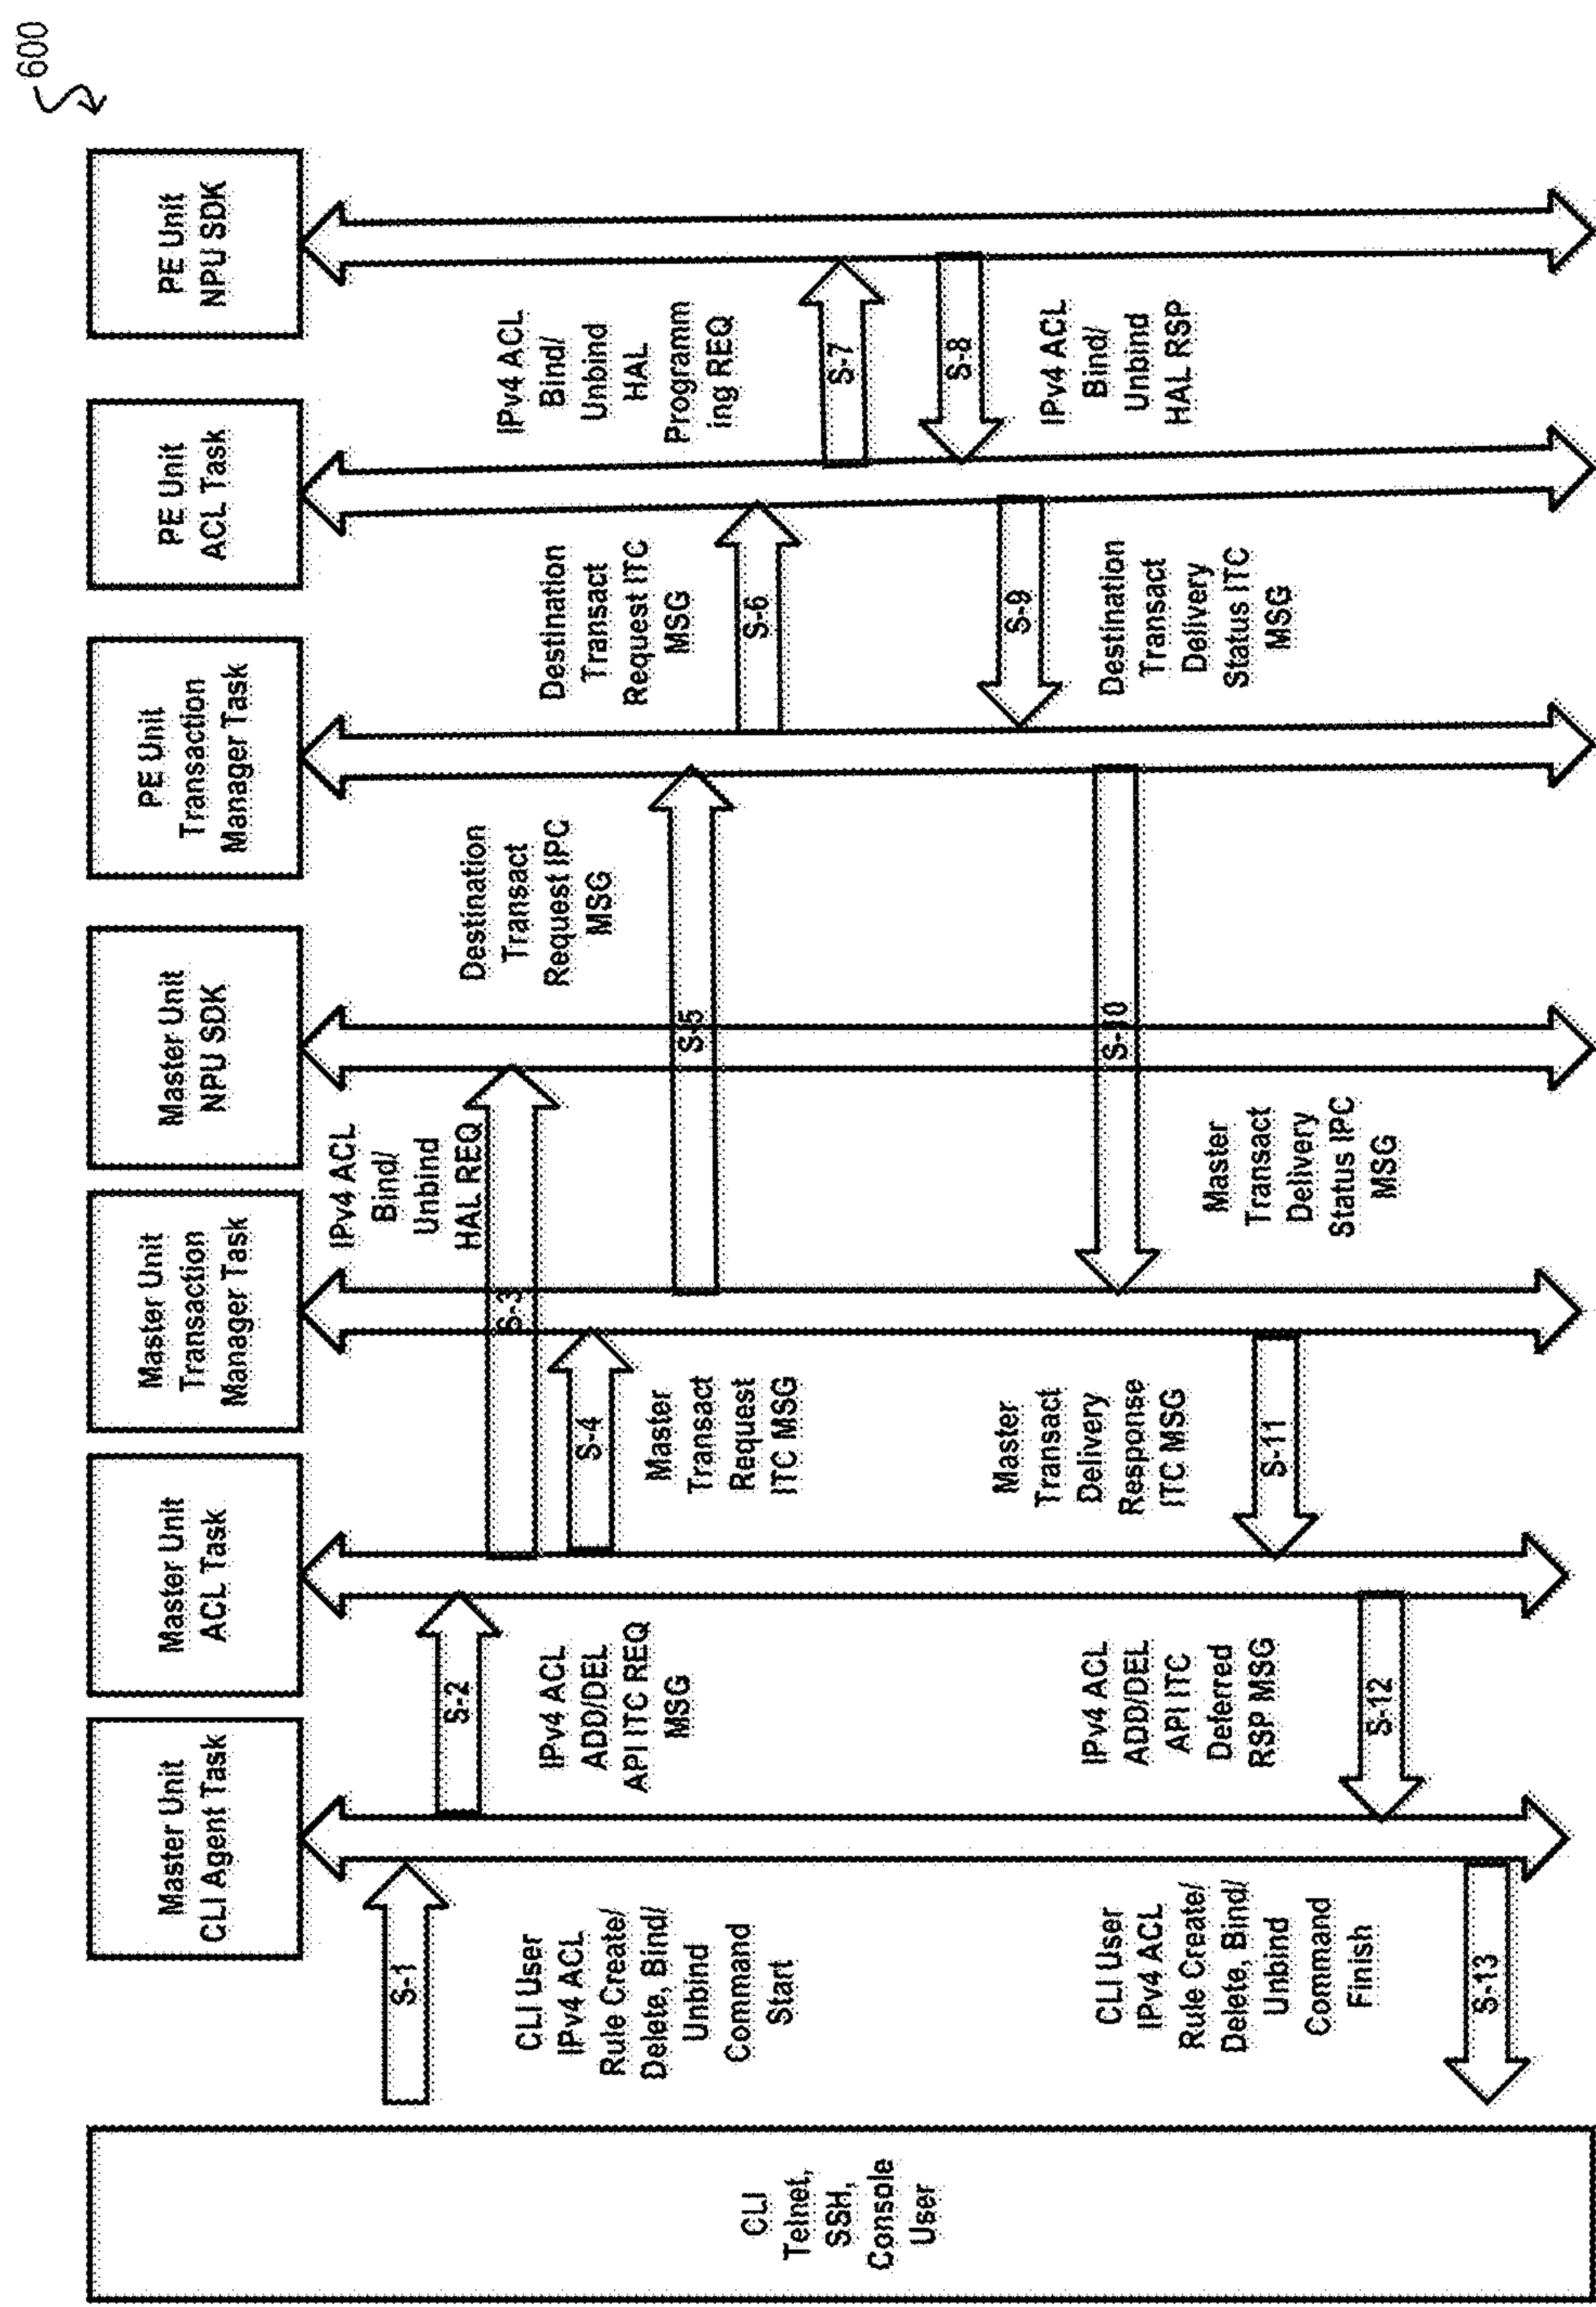 600
CLI
Telnet,
SSH,
Console
User
Master Unit
CLI Agent Task
Master Unit
ACL Task
Master Unit
Transaction
Manager Task
Master Unit
NPU SDK
PE Unit
Transaction
Manager Task
PE Unit
ACL Task
PE Unit
NPU SDK
S-1
CLI User
IPv4 ACL
Rule Create/
Delete, Bind/
Unbind
Command
Start
S-2
IPv4 ACL
ADD/DEL
API ITC REQ
MSG
S-3
IPv4 ACL
Bind/
Unbind
HAL REQ
S-4
Master
Transact
Request
ITC MSG
S-5
Destination
Transact
Request IPC
MSG
S-6
Destination
Transact
Request ITC
MSG
S-7
IPv4 ACL
Bind/
Unbind
HAL
Programm
ing REQ
S-8
IPv4 ACL
Bind/
Unbind
HAL RSP
S-9
Destination
Transact
Delivery
Status ITC
MSG
S-10
Master
Transact
Delivery
Status IPC
MSG
S-11
Master
Transact
Delivery
Response
ITC MSG
S-12
IPv4 ACL
ADD/DEL
API ITC
Deferred
RSP MSG
S-13
CLI User
IPv4 ACL
Rule Create/
Delete, Bind/
Unbind
Command
Finish